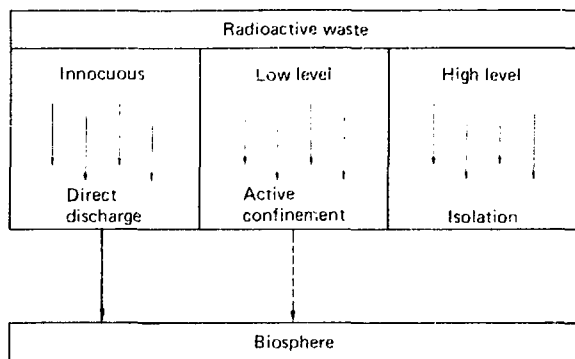 Radioactive waste
Innocuous
Low level
High level
Direct
discharge
Active
confinement
Isolation
Biosphere